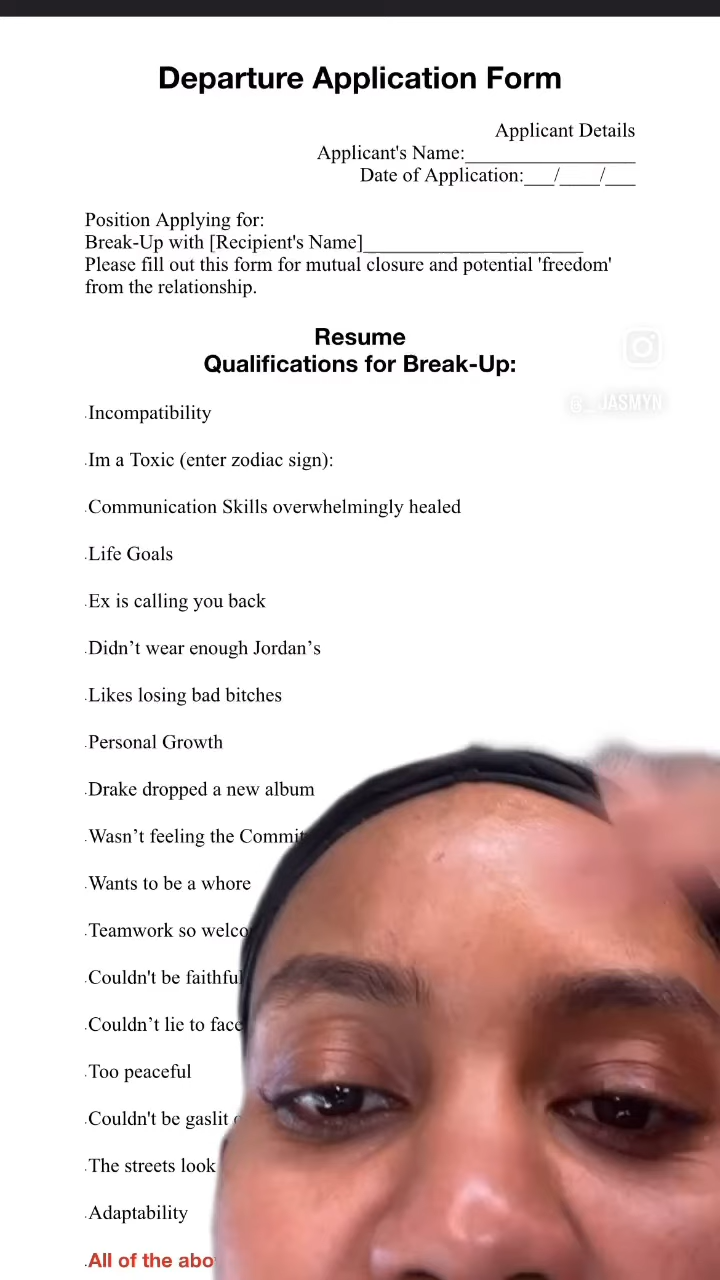 Departure Application Form
Applicant Details
Applicant's Name:_________________
Date of Application:___/____/___
Position Applying for:
Break-Up with [Recipient's Name]______________________
Please fill out this form for mutual closure and potential 'freedom'
from the relationship.
Resume
Qualifications for Break-Up:
.Incompatibility
.Im a Toxic (enter zodiac sign):
.Communication Skills overwhelmingly healed
.Life Goals
.Ex is calling you back
.Didn’t wear enough Jordan’s
.Likes losing bad bitches
.Personal Growth
.Drake dropped a new album
.Wasn’t feeling the
.Wants to be a whore
.Teamwork so
.Couldn't be faithful
.Couldn’t lie to face
.Too peaceful
.Couldn't be gaslit
.The streets look
.Adaptability
.All of the
@__JASMYN